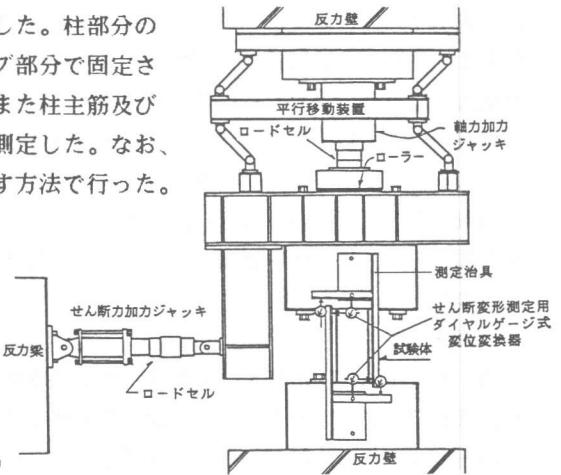 した。柱部分の
ブ部分で固定さ
また柱主筋及び
測定した。なお、
す方法で行った。
反力壁
平行移動装置
ロードセル
軸力加力
ジャッキ
ローラー
測定治具
せん断力加力ジャッキ
せん断変形測定用
ダイヤルゲージ式
変位変換器
反力梁
試験体
ロードセル
反力壁